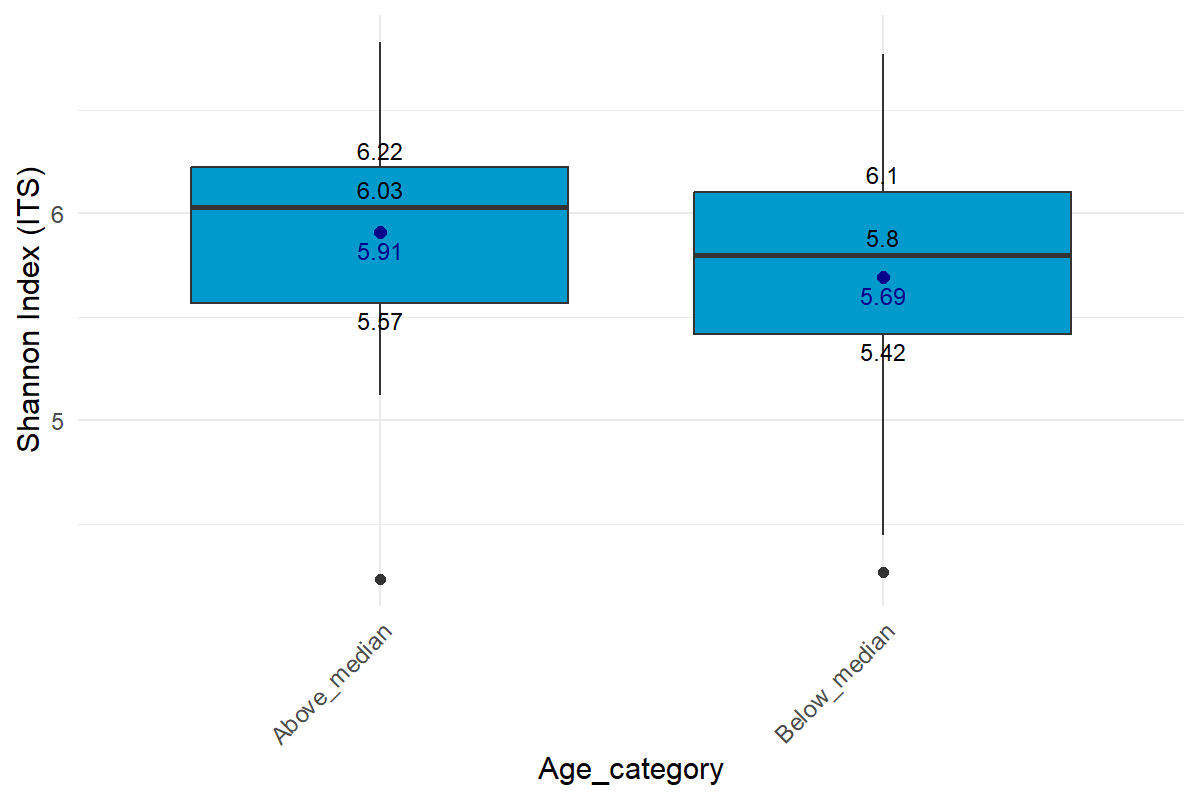 Shannon Index (ITS)
6
5
6.22
6.03
5.91
5.57
6.1
5.8
5.69
5.42
Above_median
Below_median
Age_category